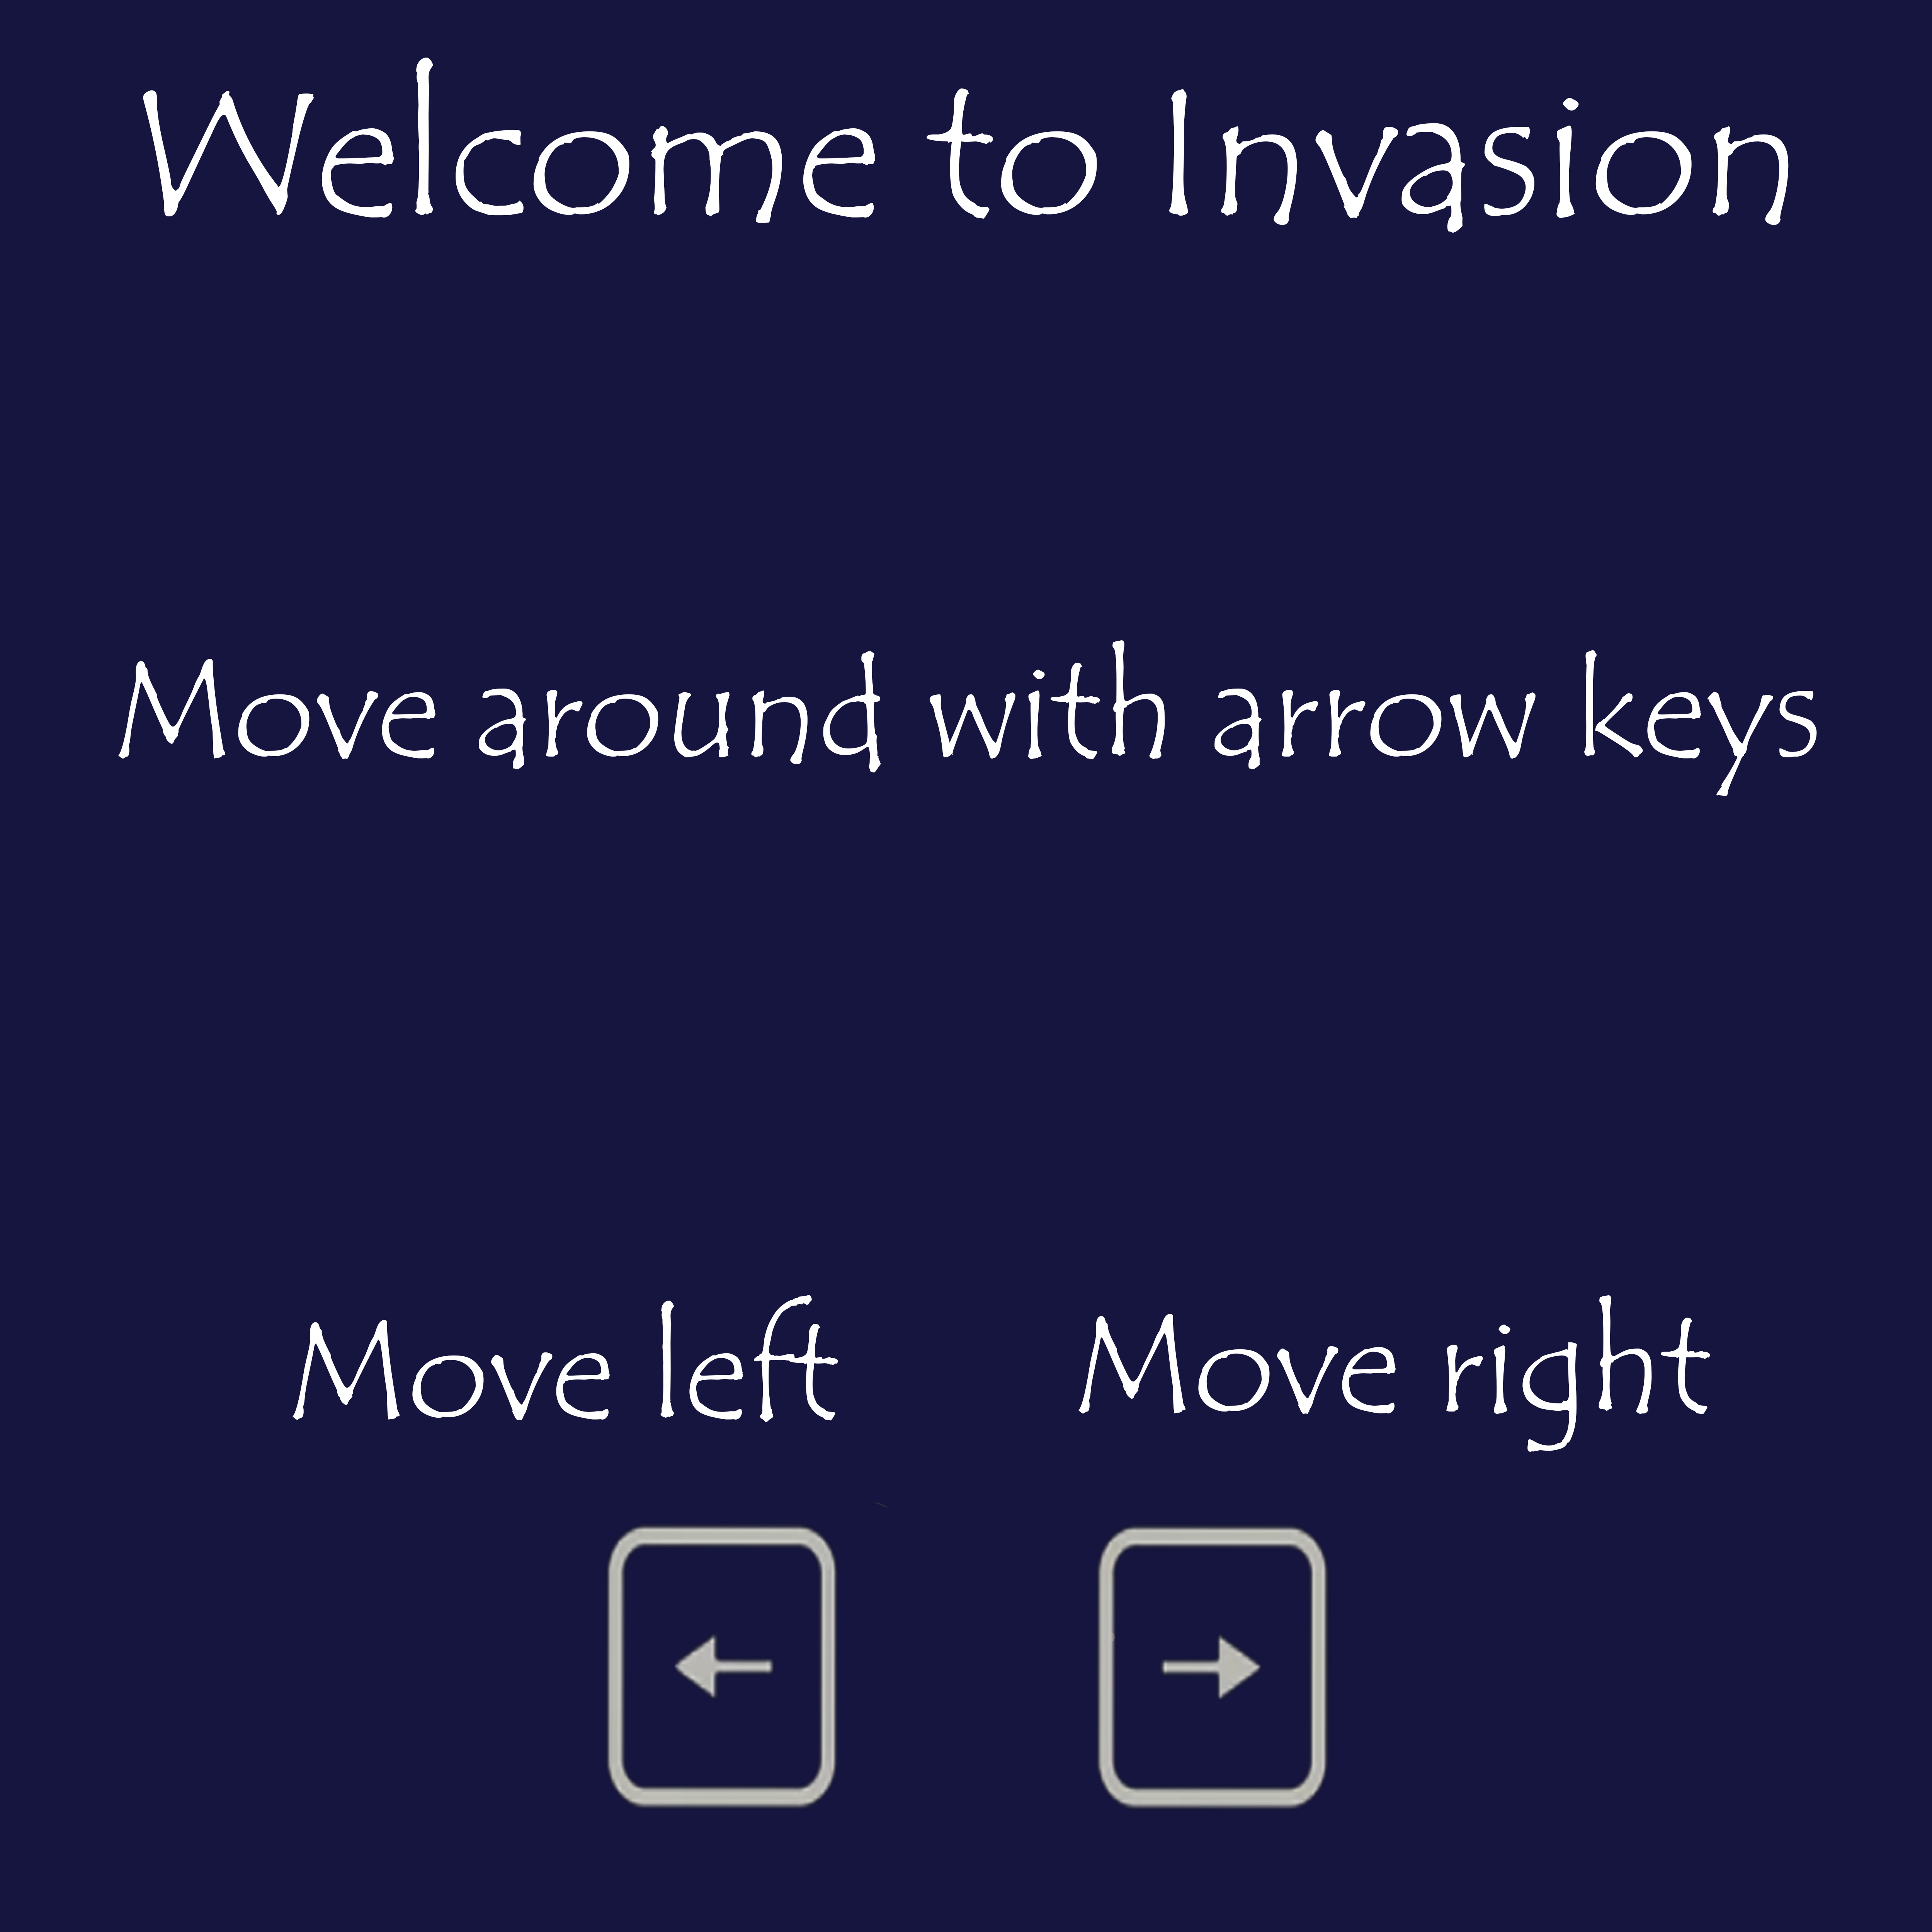 Welcome to Invasion
Move around with arrow keys
Move left Move right